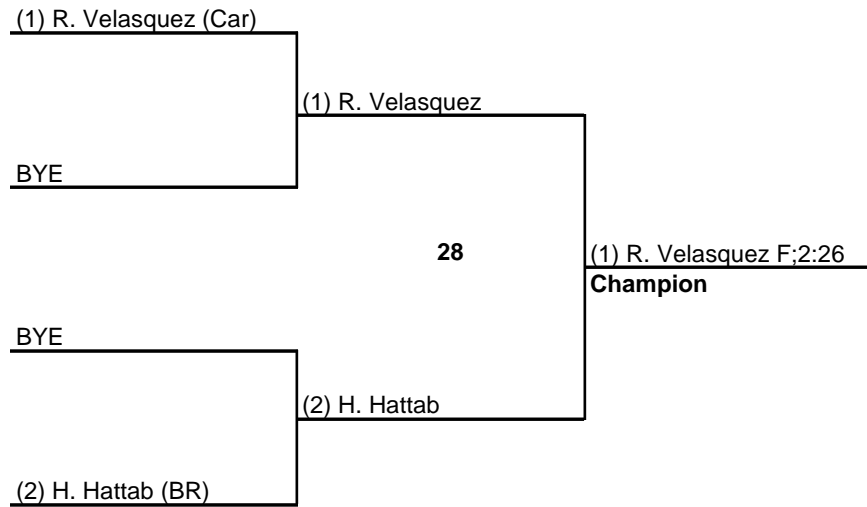 (1) R. Velasquez (Car)
(1) R. Velasquez
BYE
28
(1) R. Velasquez F;2:26
Champion
BYE
(2) H. Hattab
(2) H. Hattab (BR)